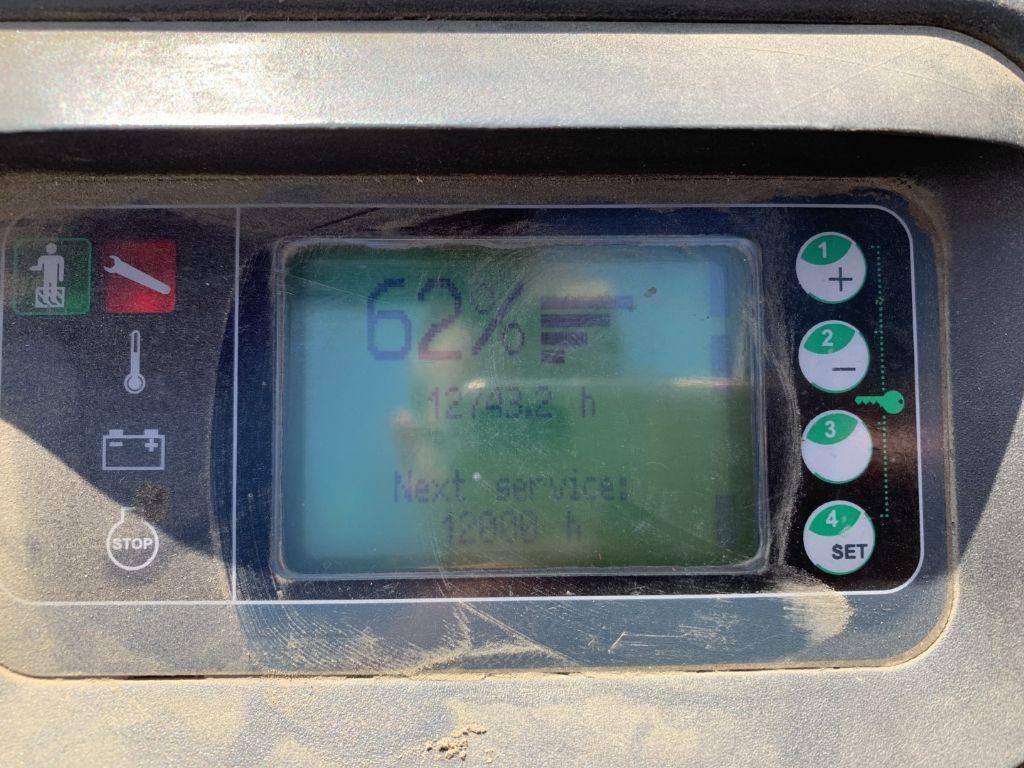 62%
12743.2 h
Next service:
12000 h
STOP
1
+
2
-
3
4
SET